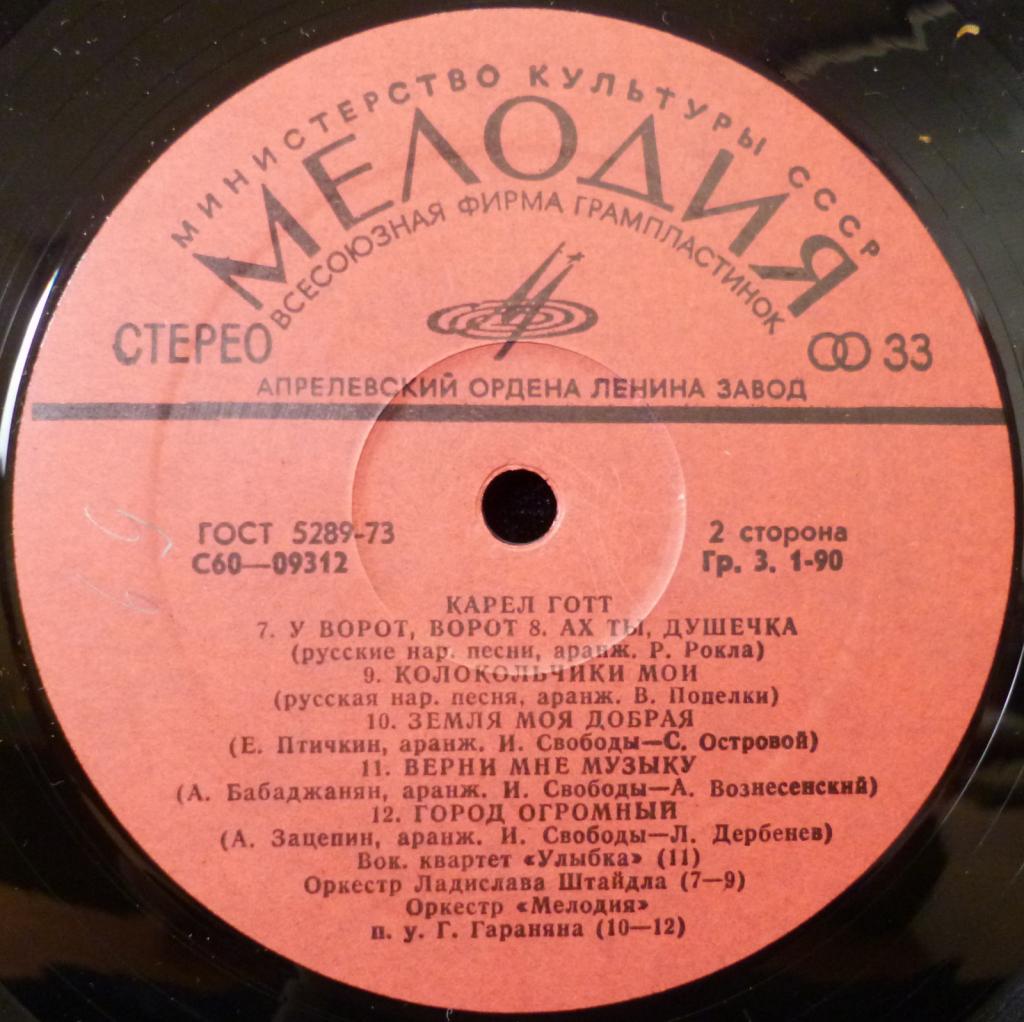 МИНИСТЕРСТВО КУЛЬТУРЫ СССР
МЕЛОДИЯ
ВСЕСОЮЗНАЯ ФИРМА ГРАМПЛАСТИНОК
СТЕРЕО
33
АПРЕЛЕВСКИЙ ОРДЕНА ЛЕНИНА ЗАВОД
ГОСТ 5289-73
2 сторона
С60—09312
Гр. 3. 1-90
КАРЕЛ ГОТТ
7. У ВОРОТ, ВОРОТ 8. АХ ТЫ, ДУШЕЧКА
(русские нар. песни, аранж. Р. Рокла)
9. КОЛОКОЛЬЧИКИ МОИ
(русская нар. песня, аранж. В. Попелки)
10. ЗЕМЛЯ МОЯ ДОБРАЯ
(Е. Птичкин, аранж. И. Свободы—С. Островой)
11. ВЕРНИ МНЕ МУЗЫКУ
(А. Бабаджанян, аранж. И. Свободы—А. Вознесенский)
12. ГОРОД ОГРОМНЫЙ
(А. Зацепин, аранж. И. Свободы—Л. Дербенев)
Вок. квартет «Улыбка» (11)
Оркестр Ладислава Штайдла (7—9)
Оркестр «Мелодия»
п. у. Г. Гараняна (10—12)